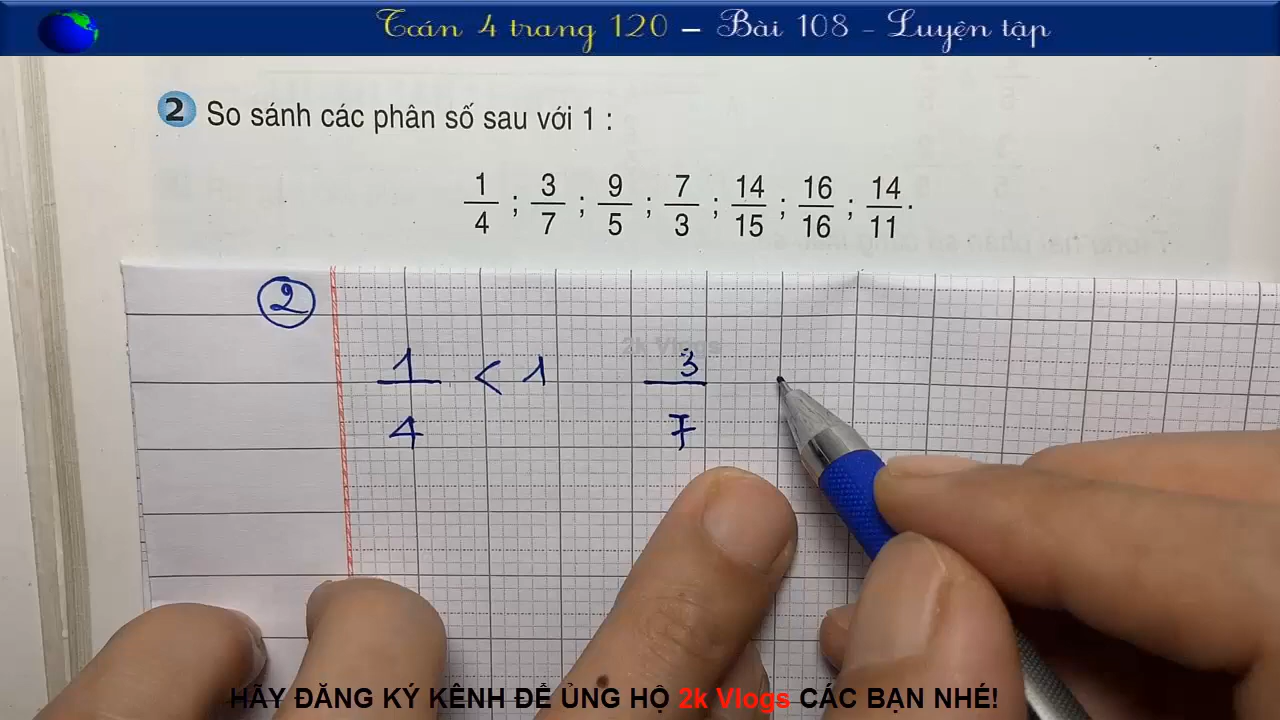 Toán 4 trang 120 – Bài 108 - Luyện tập
2 So sánh các phân số sau với 1 :
1/4 ; 3/7 ; 9/5 ; 7/3 ; 14/15 ; 16/16 ; 14/11.
2
2k Vlogs
1/4 < 1 3/7
HÃY ĐĂNG KÝ KÊNH ĐỂ ỦNG HỘ 2k Vlogs CÁC BẠN NHÉ!